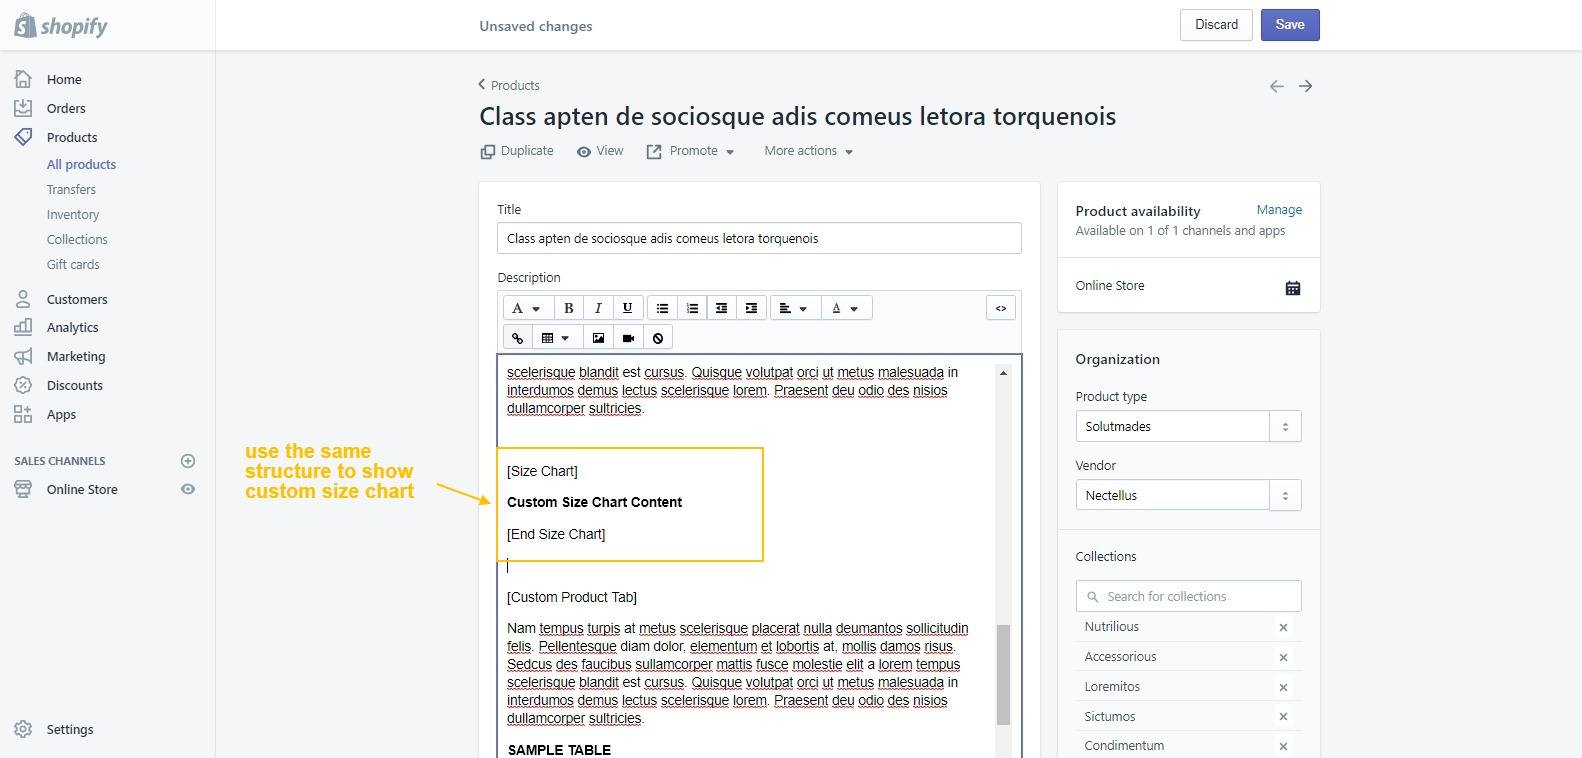 shopify
Unsaved changes
Discard
Save
Home
Orders
Products
All products
Transfers
Inventory
Collections
Gift cards
Customers
Analytics
Marketing
Discounts
Apps
SALES CHANNELS
Online Store
Settings
Products
Class apten de sociosque adis comeus letora torquenois
Duplicate
View
Promote
More actions
Title
Class apten de sociosque adis comeus letora torquenois
Description
A B I U A <>
scelerisque blandit est cursus. Quisque volutpat orci ut metus malesuada in
interdumos demus lectus scelerisque lorem. Praesent deu odio des nisios
dullamcorper sultricies.
use the same
structure to show
custom size chart
[Size Chart]
Custom Size Chart Content
[End Size Chart]
[Custom Product Tab]
Nam tempus turpis at metus scelerisque placerat nulla deumantos sollicitudin
felis. Pellentesque diam dolor, elementum et lobortis at, mollis damos risus.
Sedcus des faucibus sullamcorper mattis fusce molestie elit a lorem tempus
scelerisque blandit est cursus. Quisque volutpat orci ut metus malesuada in
interdumos demus lectus scelerisque lorem. Praesent deu odio des nisios
dullamcorper sultricies.
SAMPLE TABLE
Product availability
Manage
Available on 1 of 1 channels and apps
Online Store
Organization
Product type
Solutmades
Vendor
Nectellus
Collections
Search for collections
Nutrilious
Accessorious
Loremitos
Sictumos
Condimentum